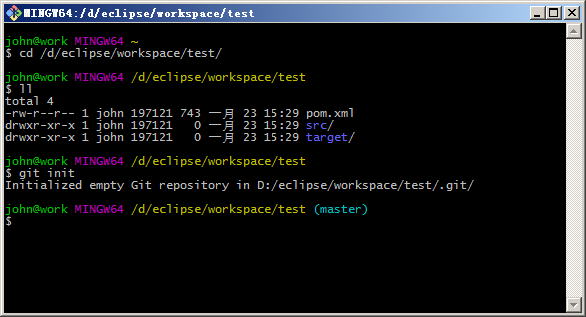 MINGW64:/d/eclipse/workspace/test
john@work MINGW64 ~
$ cd /d/eclipse/workspace/test/
john@work MINGW64 /d/eclipse/workspace/test
$ ll
total 4
-rw-r--r-- 1 john 197121 743 一月 23 15:29 pom.xml
drwxr-xr-x 1 john 197121   0 一月 23 15:29 src/
drwxr-xr-x 1 john 197121   0 一月 23 15:29 target/
john@work MINGW64 /d/eclipse/workspace/test
$ git init
Initialized empty Git repository in D:/eclipse/workspace/test/.git/
john@work MINGW64 /d/eclipse/workspace/test (master)
$